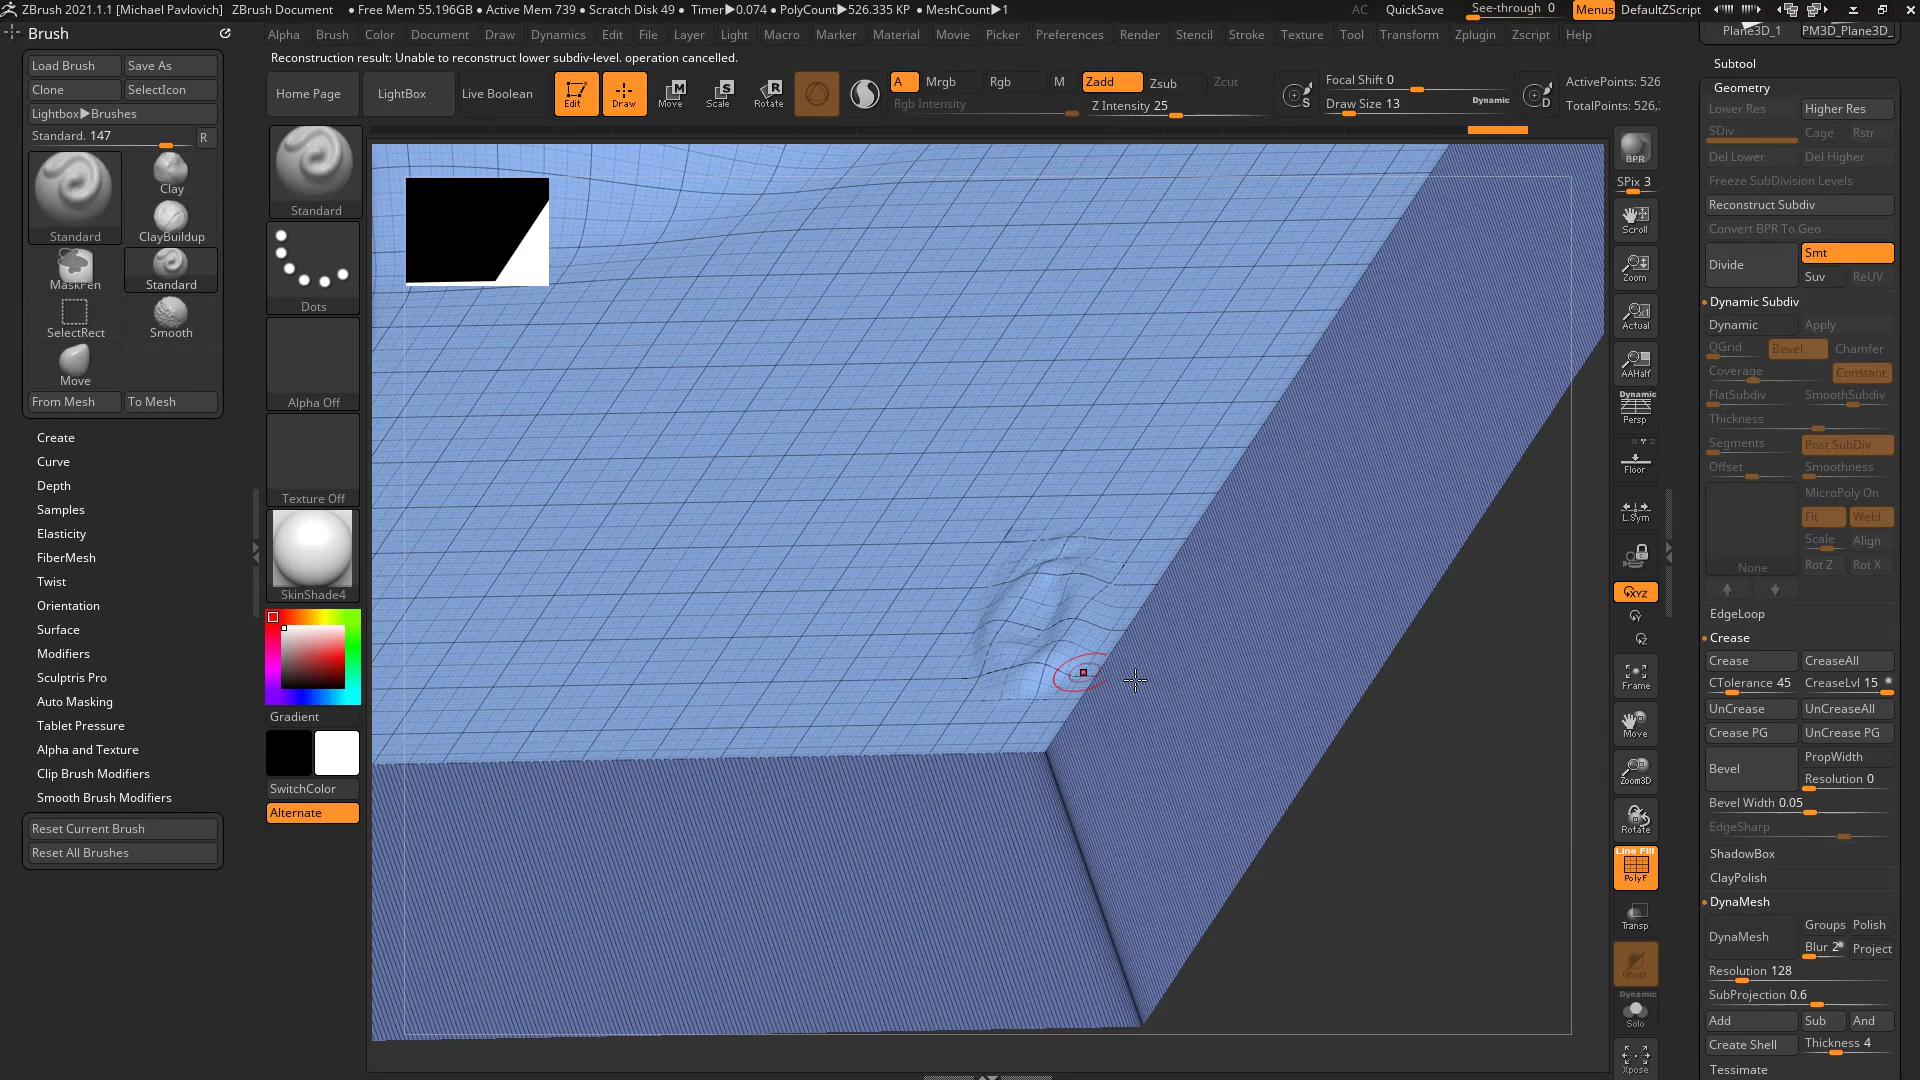 ZBrush 2021.1.1 [Michael Pavlovich] ZBrush Document • Free Mem 55.196GB • Active Mem 739 • Scratch Disk 49 • Timer▶0.074 • PolyCount▶526.335 KP • MeshCount▶1 AC QuickSave See-through 0 Menus DefaultZScript
Brush
Alpha Brush Color Document Draw Dynamics Edit File Layer Light Macro Marker Material Movie Picker Preferences Render Stencil Stroke Texture Tool Transform Zplugin Zscript Help
Reconstruction result: Unable to reconstruct lower subdiv-level. operation cancelled.
Load Brush Save As
Clone SelectIcon
Lightbox▶Brushes
Standard. 147 R
Standard
Clay
ClayBuildup
MaskPen Standard
SelectRect Smooth
Move
From Mesh To Mesh
Create
Curve
Depth
Samples
Elasticity
FiberMesh
Twist
Orientation
Surface
Modifiers
Sculptris Pro
Auto Masking
Tablet Pressure
Alpha and Texture
Clip Brush Modifiers
Smooth Brush Modifiers
Reset Current Brush
Reset All Brushes
Home Page LightBox Live Boolean Edit Draw Move Scale Rotate
A Mrgb Rgb M Zadd Zsub Zcut
Rgb Intensity Z Intensity 25
S Focal Shift 0
Draw Size 13 Dynamic D
ActivePoints: 526
TotalPoints: 526,
Standard
Dots
Alpha Off
Texture Off
SkinShade4
Gradient
SwitchColor
Alternate
BPR
SPix 3
Scroll
Zoom
Actual
AAHalf
Dynamic
Persp
Floor
L.Sym
XYZ
Frame
Move
Zoom3D
Rotate
Line Fill
PolyF
Transp
Ghost
Dynamic
Solo
Xpose
Plane3D_1 PM3D_Plane3D_
Subtool
Geometry
Lower Res Higher Res
SDiv Cage Rstr
Del Lower Del Higher
Freeze SubDivision Levels
Reconstruct Subdiv
Convert BPR To Geo
Divide Smt
Suv ReUV
Dynamic Subdiv
Dynamic Apply
QGrid Bevel Chamfer
Coverage Constant
FlatSubdiv SmoothSubdiv
Thickness
Segments Post SubDiv
Offset Smoothness
MicroPoly On
Fit Weld
Scale Align
None Rot Z Rot X
EdgeLoop
Crease
Crease CreaseAll
CTolerance 45 CreaseLvl 15
UnCrease UnCreaseAll
Crease PG UnCrease PG
Bevel PropWidth
Resolution 0
Bevel Width 0.05
EdgeSharp
ShadowBox
ClayPolish
DynaMesh
DynaMesh Groups Polish
Blur 2 Project
Resolution 128
SubProjection 0.6
Add Sub And
Create Shell Thickness 4
Tessimate